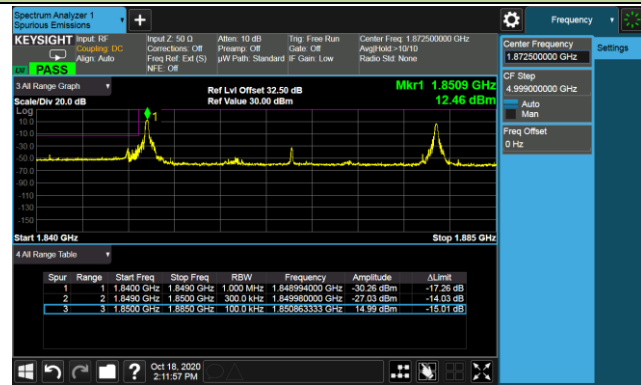 Spectrum Analyzer 1
Spurious Emissions
Frequency
KEYSIGHT Input: RF
Coupling: DC
Align: Auto
Input Z: 50 Ω
Corrections: Off
Freq Ref: Ext (S)
NFE: Off
Atten: 10 dB
Preamp: Off
µW Path: Standard
Trig: Free Run
Gate: Off
IF Gain: Low
Center Freq: 1.872500000 GHz
Avg|Hold:>10/10
Radio Std: None
PASS
Center Frequency
1.872500000 GHz
Settings
CF Step
4.999000000 GHz
Auto
Man
Freq Offset
0 Hz
3 All Range Graph
Ref Lvl Offset 32.50 dB
Mkr1 1.8509 GHz
Scale/Div 20.0 dB
Ref Value 30.00 dBm
12.46 dBm
Log
10.0
-10.0
-30.0
-50.0
-70.0
-90.0
-110
-130
-150
1
Start 1.840 GHz
Stop 1.885 GHz
4 All Range Table
Spur Range Start Freq Stop Freq RBW Frequency Amplitude ΔLimit
1 1 1.8400 GHz 1.8490 GHz 1.000 MHz 1.848994000 GHz -30.26 dBm -17.26 dB
2 2 1.8490 GHz 1.8500 GHz 300.0 kHz 1.849980000 GHz -27.03 dBm -14.03 dB
3 3 1.8500 GHz 1.8850 GHz 100.0 kHz 1.850863333 GHz 14.99 dBm -15.01 dB
?
Oct 18, 2020
2:11:57 PM